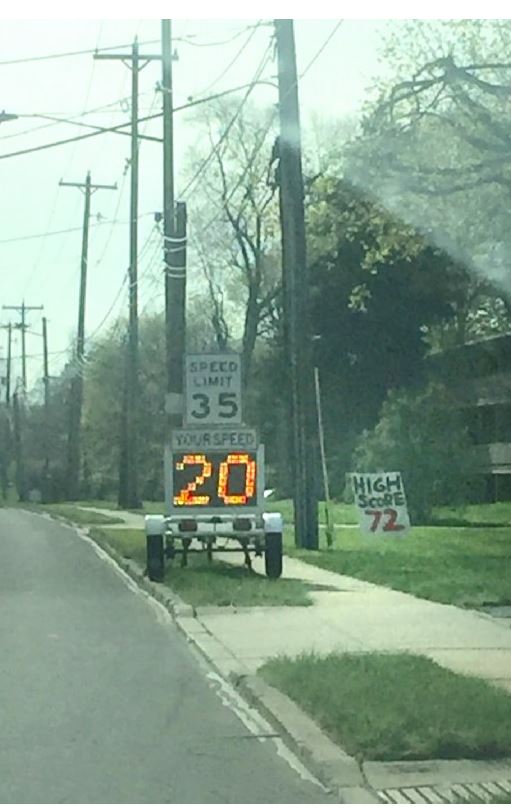 SPEED
LIMIT
35
YOUR SPEED
20
HIGH
SCORE
72